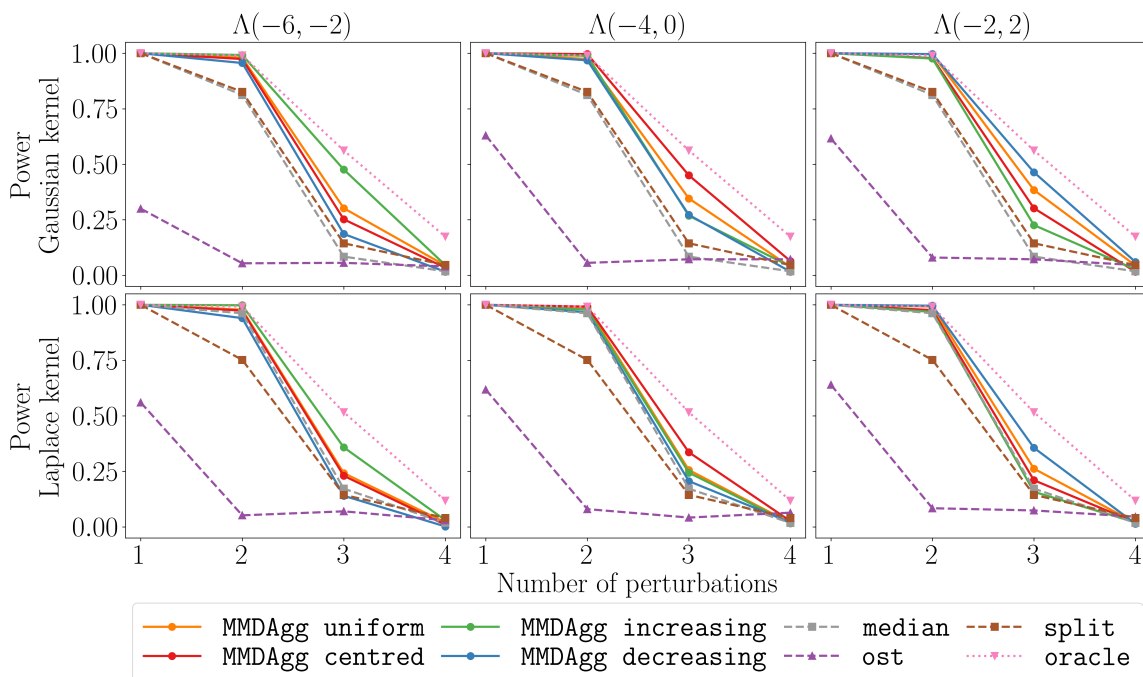 Λ(−6, −2) Λ(−4, 0) Λ(−2, 2)
Power
Gaussian kernel
1.00
0.75
0.50
0.25
0.00
Power
Laplace kernel
1.00
0.75
0.50
0.25
0.00
1 2 3 4 1 2 3 4 1 2 3 4
Number of perturbations
MMDAgg uniform MMDAgg increasing median split
MMDAgg centred MMDAgg decreasing ost oracle